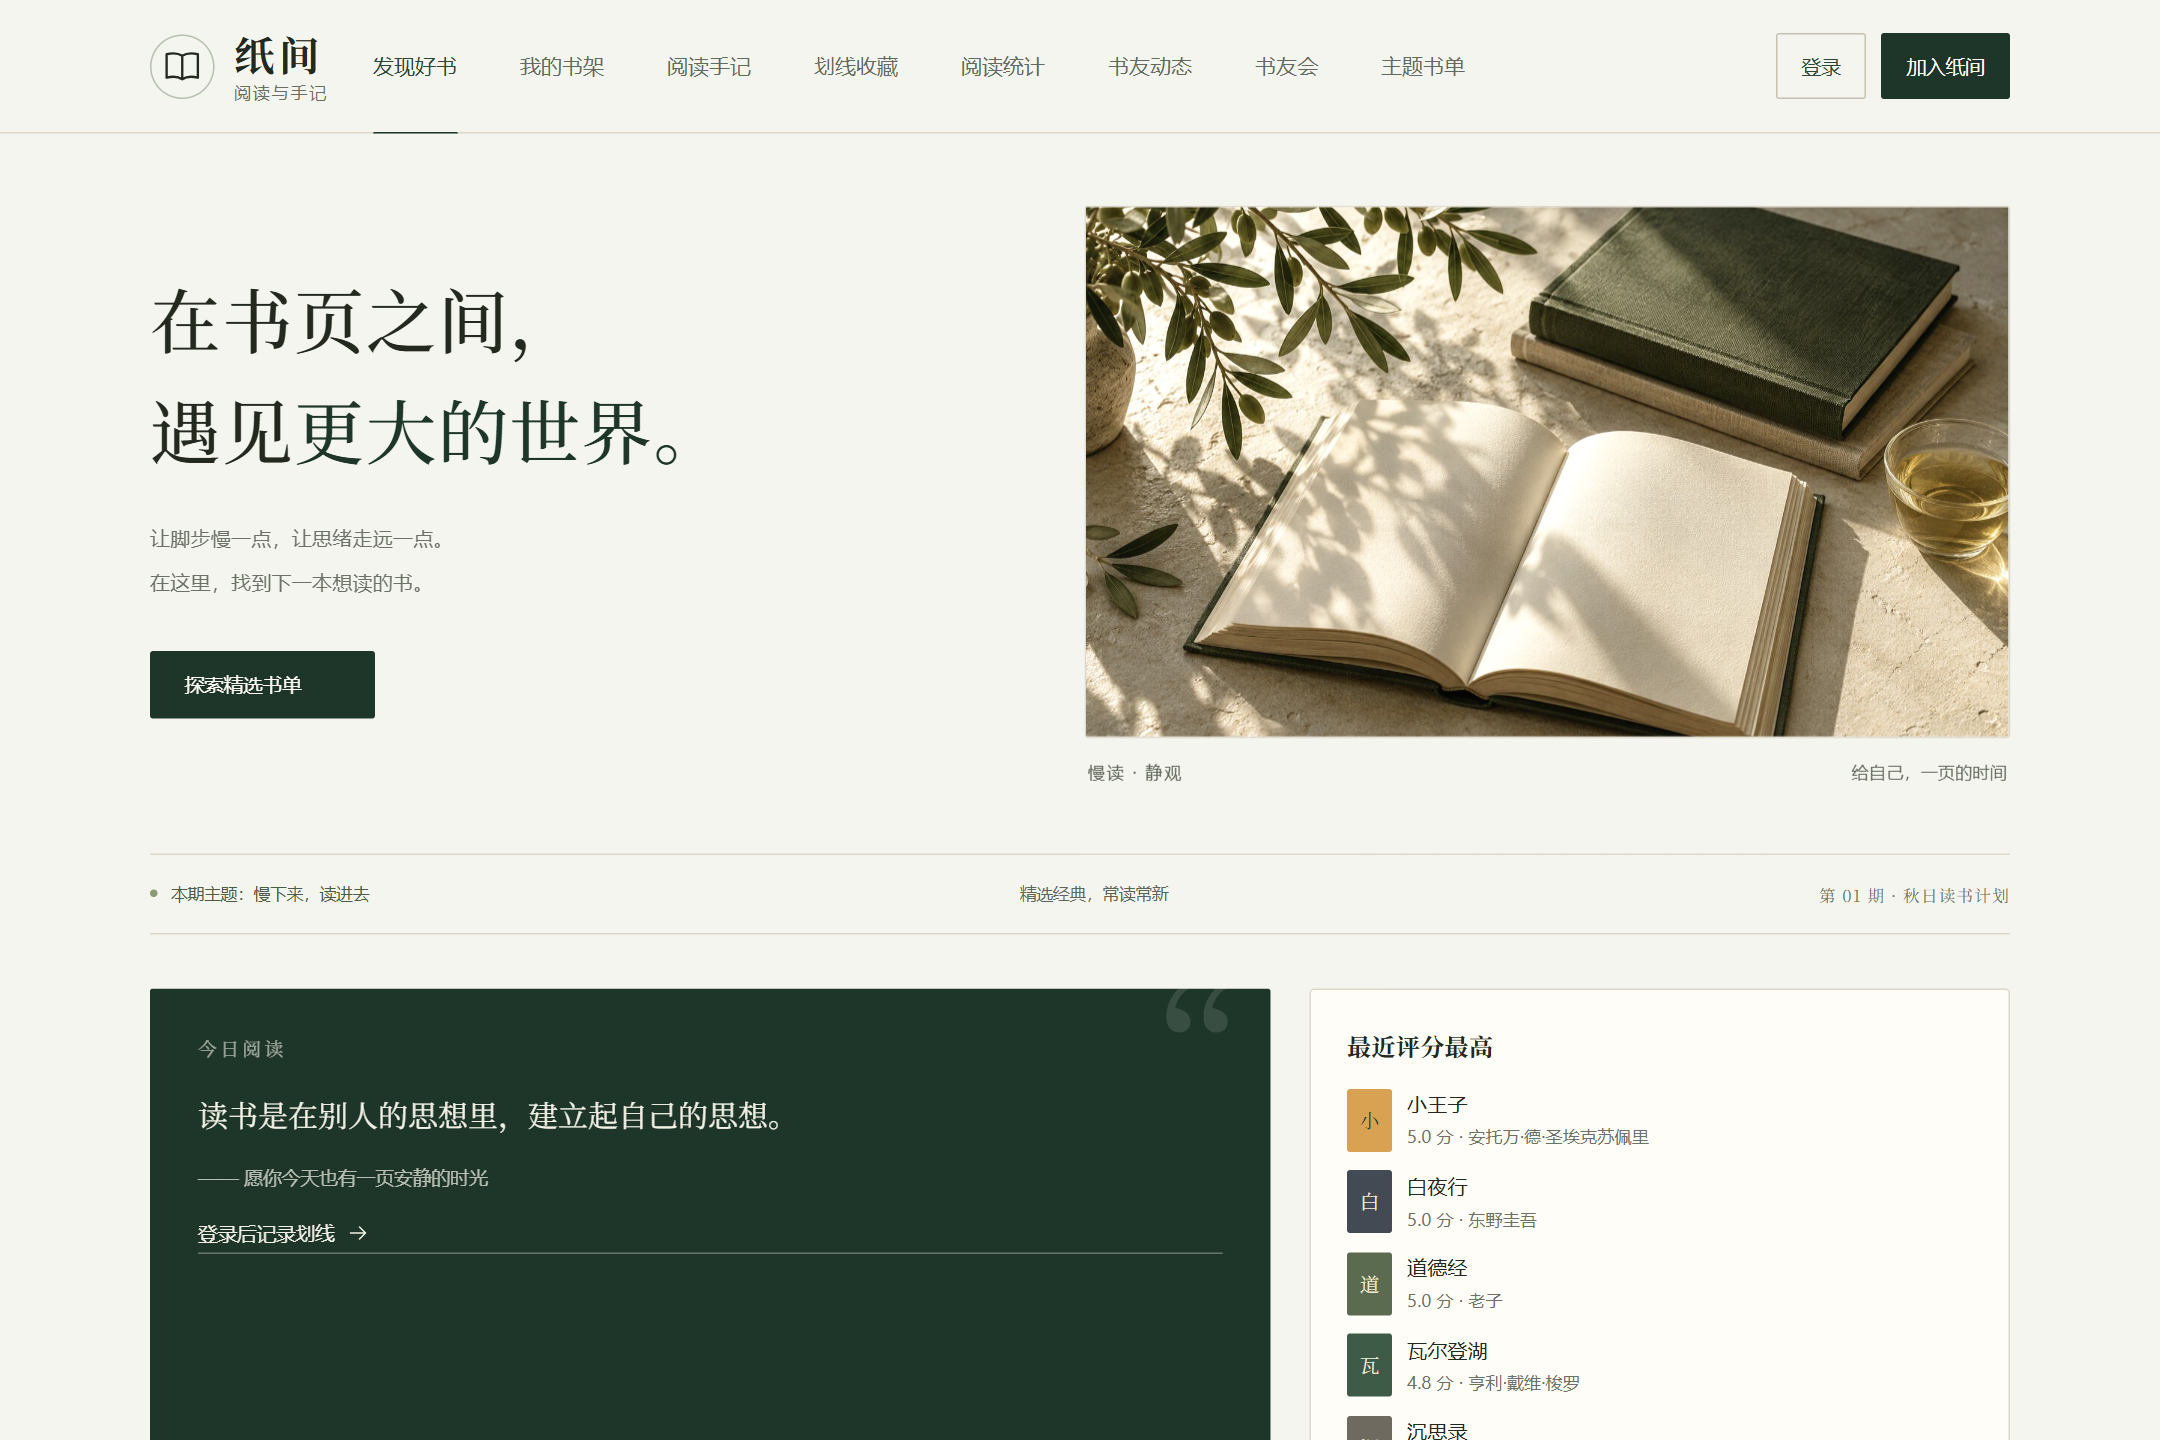 纸间
阅读与手记
发现好书
我的书架
阅读手记
划线收藏
阅读统计
书友动态
书友会
主题书单
登录
加入纸间
在书页之间，
遇见更大的世界。
让脚步慢一点，让思绪走远一点。
在这里，找到下一本想读的书。
探索精选书单
慢读 · 静观
给自己，一页的时间
本期主题：慢下来，读进去
精选经典，常读常新
第 01 期 · 秋日读书计划
“
今日阅读
读书是在别人的思想里，建立起自己的思想。
—— 愿你今天也有一页安静的时光
登录后记录划线 →
最近评分最高
小
小王子
5.0 分 · 安托万·德·圣埃克苏佩里
白
白夜行
5.0 分 · 东野圭吾
道
道德经
5.0 分 · 老子
瓦
瓦尔登湖
4.8 分 · 亨利·戴维·梭罗
沉思录